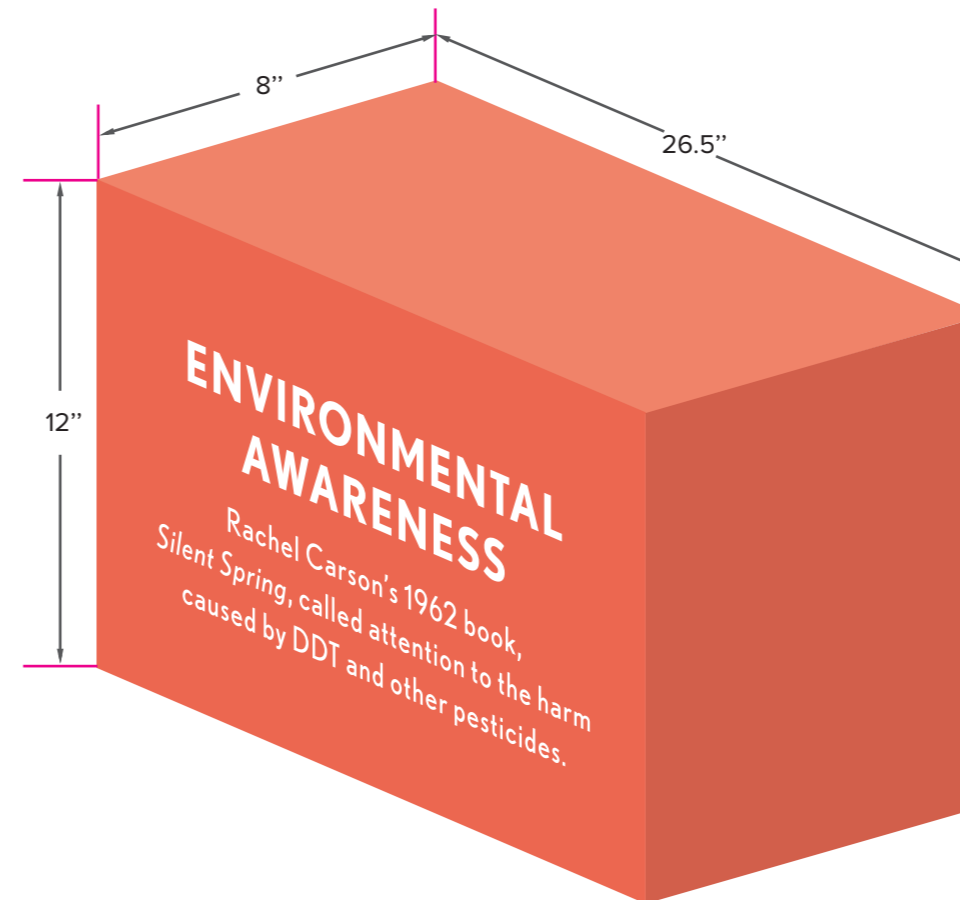 8’’
26.5’’
12’’
ENVIRONMENTAL
AWARENESS
Rachel Carson’s 1962 book,
Silent Spring, called attention to the harm
caused by DDT and other pesticides.